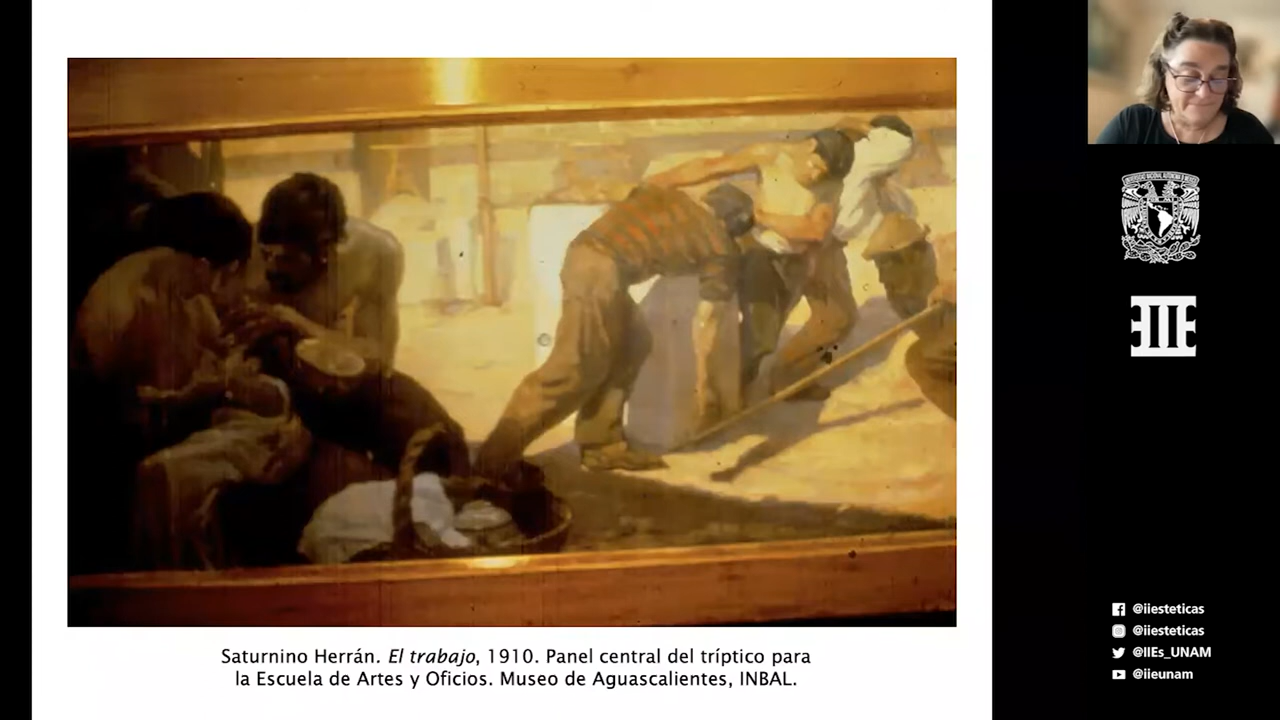 Saturnino Herrán. El trabajo, 1910. Panel central del tríptico para
la Escuela de Artes y Oficios. Museo de Aguascalientes, INBAL.
IIE
@iiesteticas
@iiesteticas
@IIEs_UNAM
@iieunam